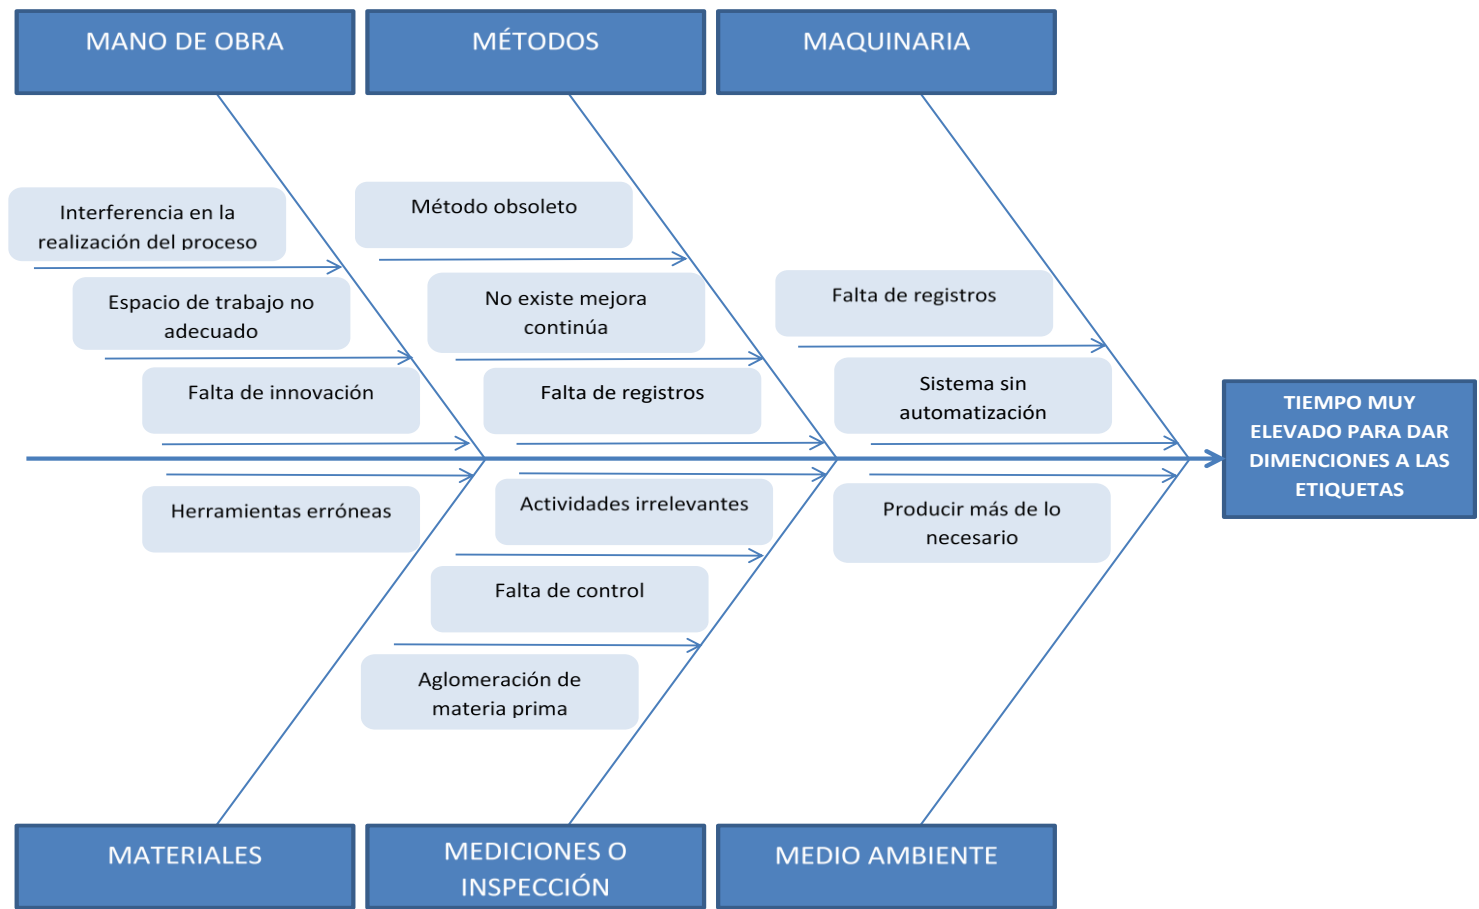 MANO DE OBRA
MÉTODOS
MAQUINARIA
Interferencia en la
realización del proceso
Espacio de trabajo no
adecuado
Falta de innovación
Método obsoleto
No existe mejora
continúa
Falta de registros
Falta de registros
Sistema sin
automatización
TIEMPO MUY
ELEVADO PARA DAR
DIMENCIONES A LAS
ETIQUETAS
Herramientas erróneas
Actividades irrelevantes
Falta de control
Aglomeración de
materia prima
Producir más de lo
necesario
MATERIALES
MEDICIONES O
INSPECCIÓN
MEDIO AMBIENTE